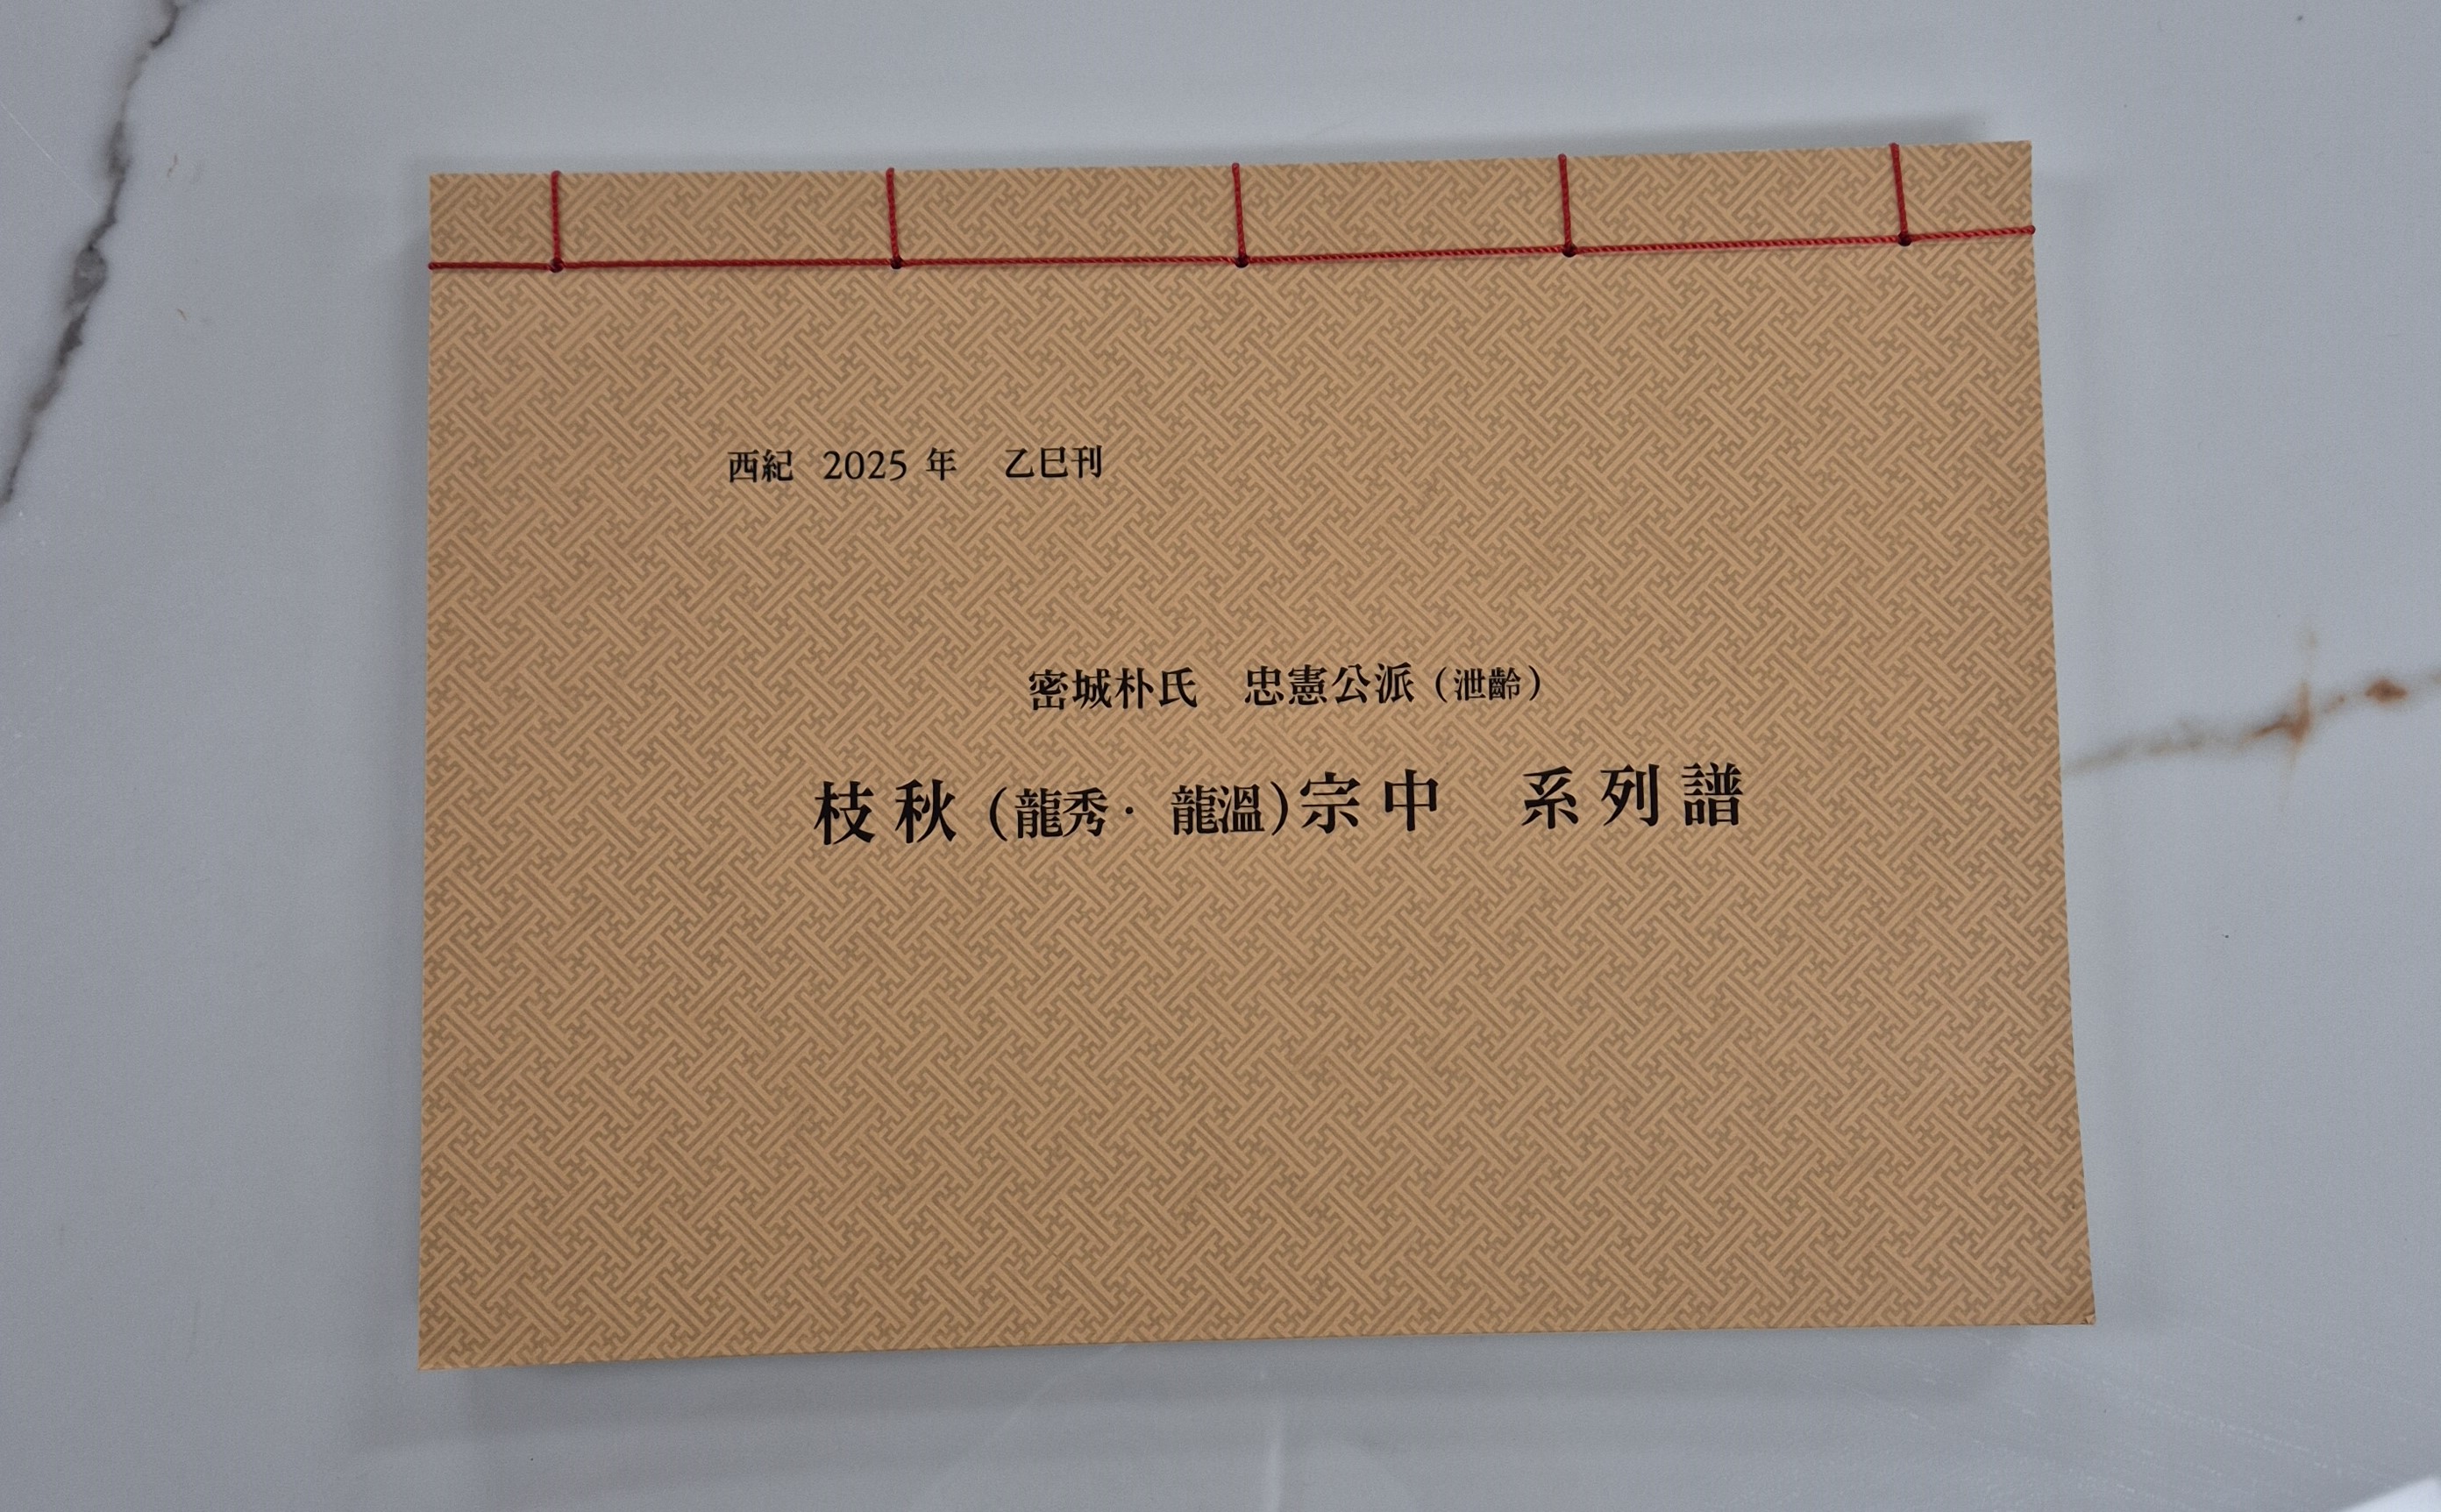 西紀 2025 年 乙巳刊
密城朴氏 忠憲公派 (泄齡)
枝秋 (龍秀· 龍溫)宗中 系列譜